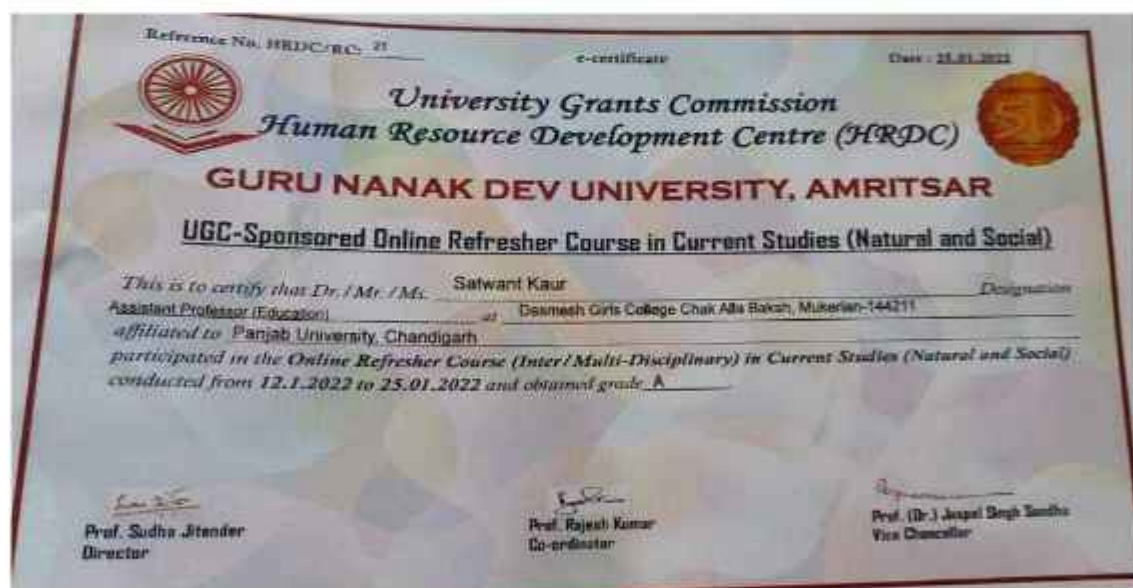 Reference No. HRDC/RC: 21
e-certificate
Date : 25.01.2022
University Grants Commission
Human Resource Development Centre (HRDC)
50
GURU NANAK DEV UNIVERSITY, AMRITSAR
UGC-Sponsored Online Refresher Course in Current Studies (Natural and Social)
This is to certify that Dr./Mr./Ms. Satwant Kaur Designation
Assistant Professor (Education) at Dasmesh Girls College Chak Alla Baksh, Mukerian-144211
affiliated to Panjab University, Chandigarh
participated in the Online Refresher Course (Inter/Multi-Disciplinary) in Current Studies (Natural and Social)
conducted from 12.1.2022 to 25.01.2022 and obtained grade A
Prof. Sudha Jitender
Director
Prof. Rajesh Kumar
Co-ordinator
Prof. (Dr.) Jaspal Singh Sandhu
Vice Chancellor